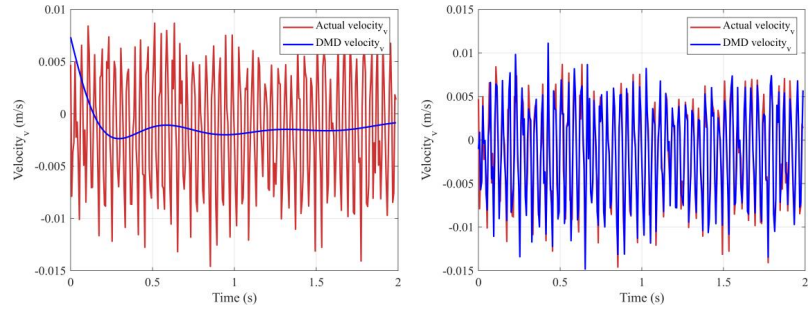 0.01
0.005
0
-0.005
-0.01
-0.015
0
0.5
1
1.5
2
Time (s)
Velocity_v (m/s)
Actual velocity_v
DMD velocity_v
0.015
0.01
0.005
0
-0.005
-0.01
-0.015
0
0.5
1
1.5
2
Time (s)
Velocity_v (m/s)
Actual velocity_v
DMD velocity_v